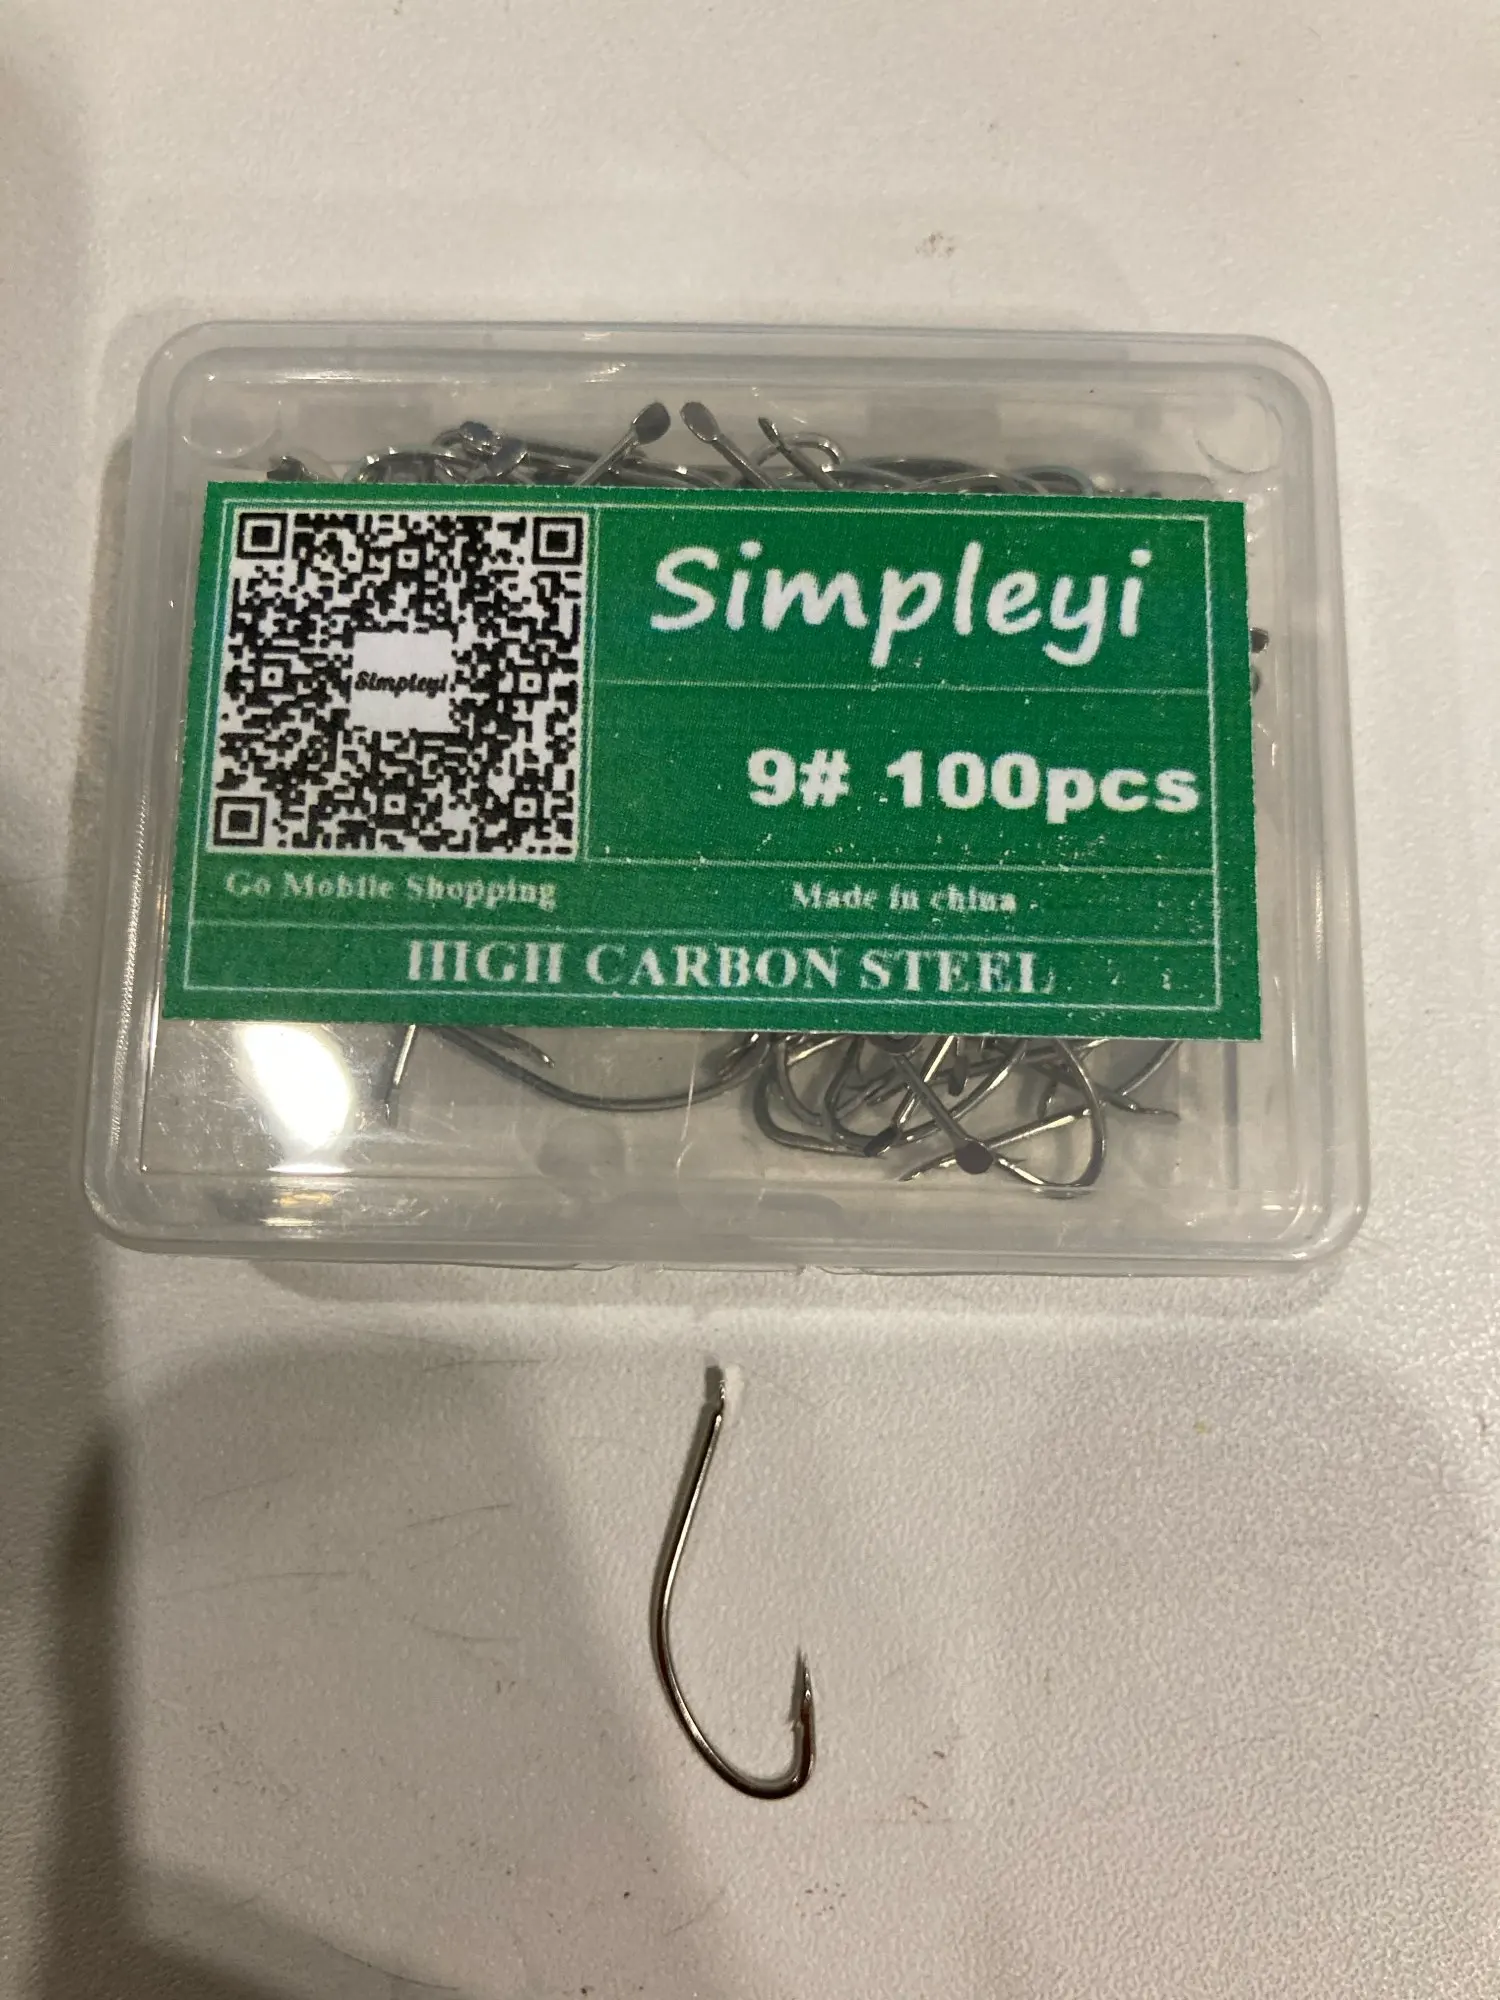 Simpleyi
Simpleyi
9# 100pcs
Go Mobile Shopping
Made in china
HIGH CARBON STEEL